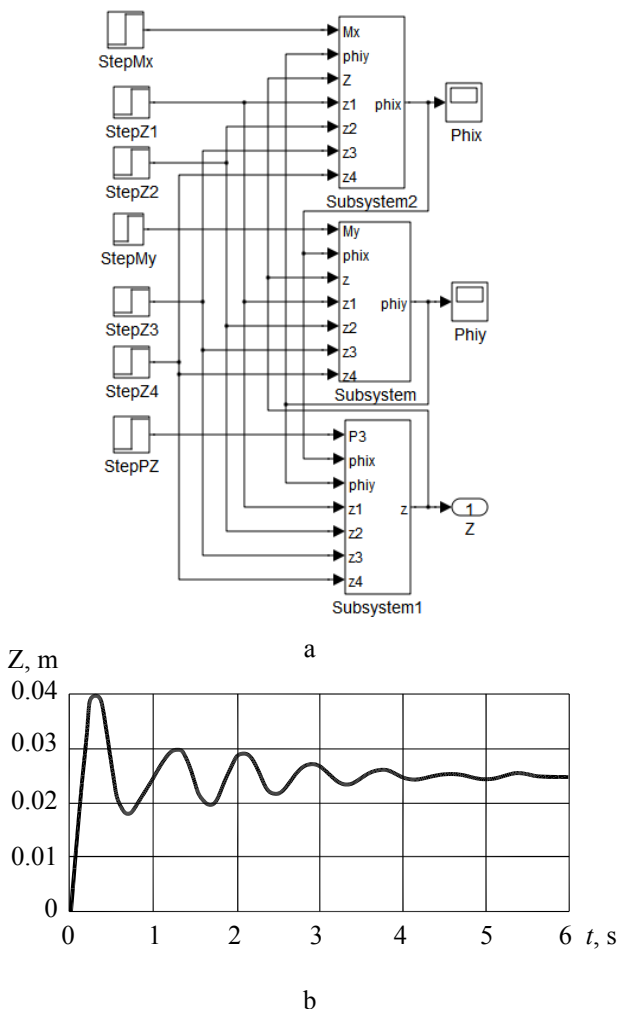 StepMx
StepZ1
StepZ2
StepMy
StepZ3
StepZ4
StepPZ
Mx
phiy
Z
z1
z2
z3
z4
phix
Subsystem2
Phix
My
phix
z
z1
z2
z3
z4
phiy
Subsystem
Phiy
P3
phix
phiy
z1
z2
z3
z4
z
Subsystem1
1
Z
a
Z, m
0.04
0.03
0.02
0.01
0
0 1 2 3 4 5 6 t, s
b